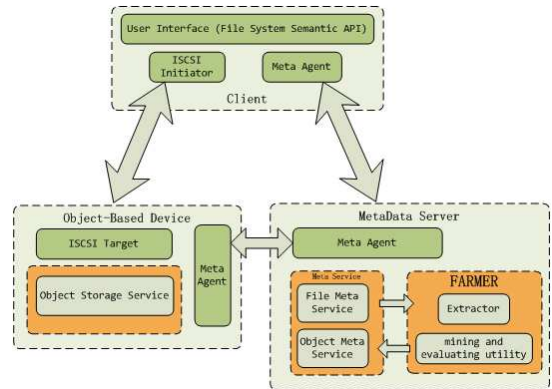 User Interface (File System Semantic API)
ISCSI
Initiator
Meta Agent
Client
Object-Based Device
ISCSI Target
Object Storage Service
Meta
Agent
MetaData Server
Meta Agent
Meta Service
File Meta
Service
Object Meta
Service
FARMER
Extractor
mining and
evaluating utility